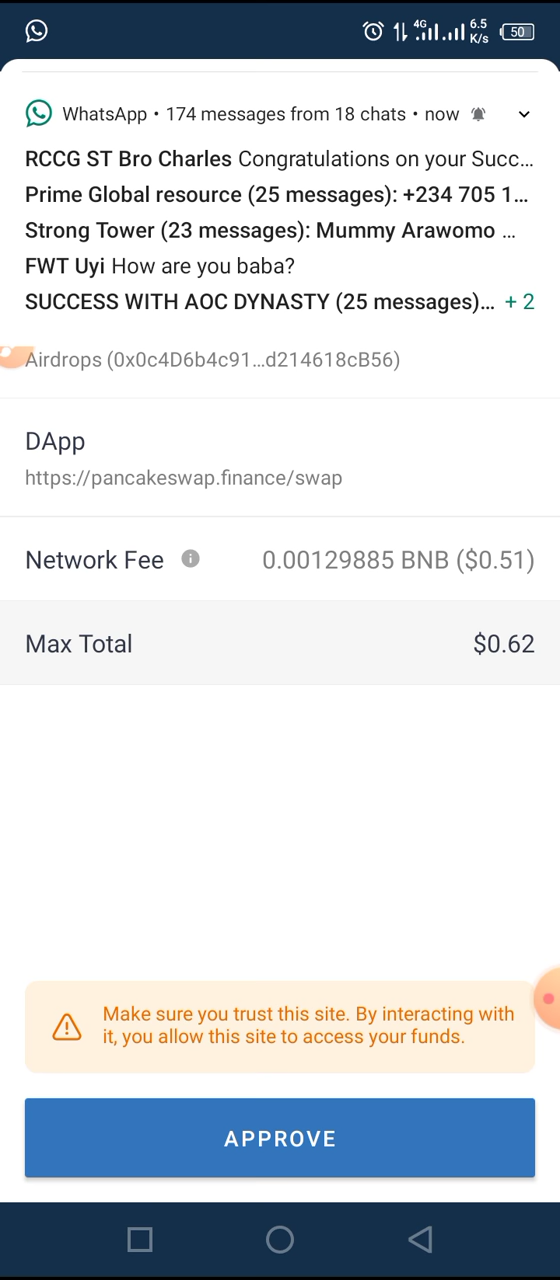 4G 6.5 K/s 50
WhatsApp • 174 messages from 18 chats • now
RCCG ST Bro Charles Congratulations on your Succ...
Prime Global resource (25 messages): +234 705 1...
Strong Tower (23 messages): Mummy Arawomo ...
FWT Uyi How are you baba?
SUCCESS WITH AOC DYNASTY (25 messages)... + 2
Airdrops (0x0c4D6b4c91...d214618cB56)
DApp
https://pancakeswap.finance/swap
Network Fee 0.00129885 BNB ($0.51)
Max Total $0.62
Make sure you trust this site. By interacting with
it, you allow this site to access your funds.
APPROVE